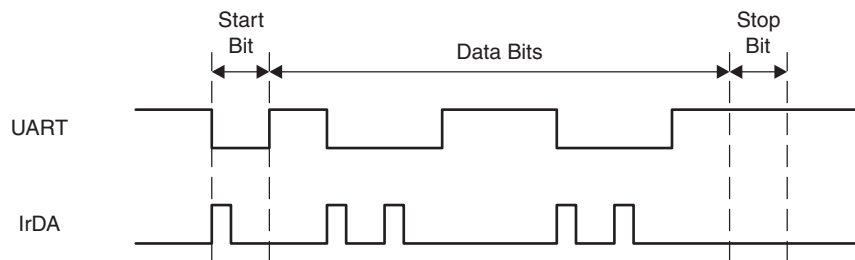 Start
Bit
Data Bits
Stop
Bit
UART
IrDA